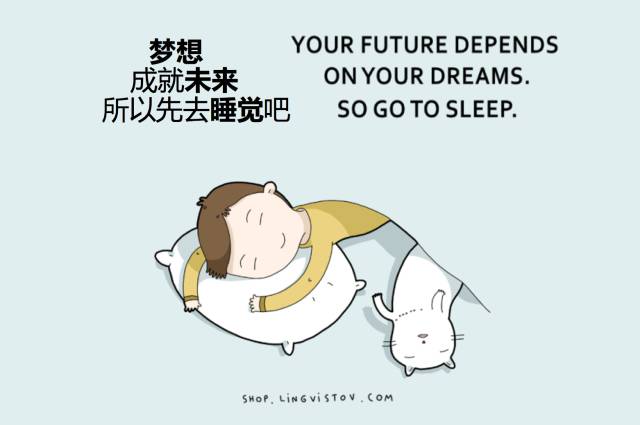 梦想
成就未来
所以先去睡觉吧
YOUR FUTURE DEPENDS
ON YOUR DREAMS.
SO GO TO SLEEP.
SHOP.LINGVISTOV.COM